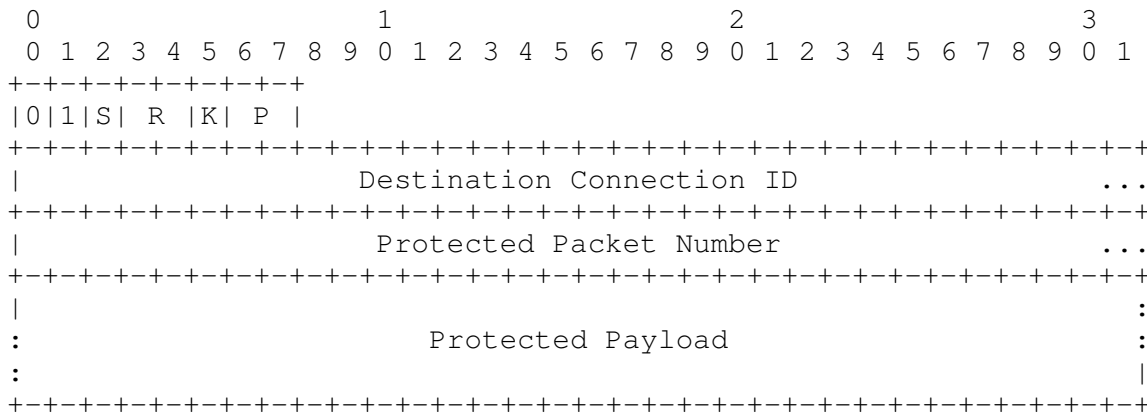 0                   1                   2                   3
 0 1 2 3 4 5 6 7 8 9 0 1 2 3 4 5 6 7 8 9 0 1 2 3 4 5 6 7 8 9 0 1
+-+-+-+-+-+-+-+-+
|0|1|S| R |K| P |
+-+-+-+-+-+-+-+-+-+-+-+-+-+-+-+-+-+-+-+-+-+-+-+-+-+-+-+-+-+-+-+-+
|                   Destination Connection ID                 ...
+-+-+-+-+-+-+-+-+-+-+-+-+-+-+-+-+-+-+-+-+-+-+-+-+-+-+-+-+-+-+-+-+
|                    Protected Packet Number                  ...
+-+-+-+-+-+-+-+-+-+-+-+-+-+-+-+-+-+-+-+-+-+-+-+-+-+-+-+-+-+-+-+-+
|                                                               :
:                       Protected Payload                       :
:                                                               |
+-+-+-+-+-+-+-+-+-+-+-+-+-+-+-+-+-+-+-+-+-+-+-+-+-+-+-+-+-+-+-+-+